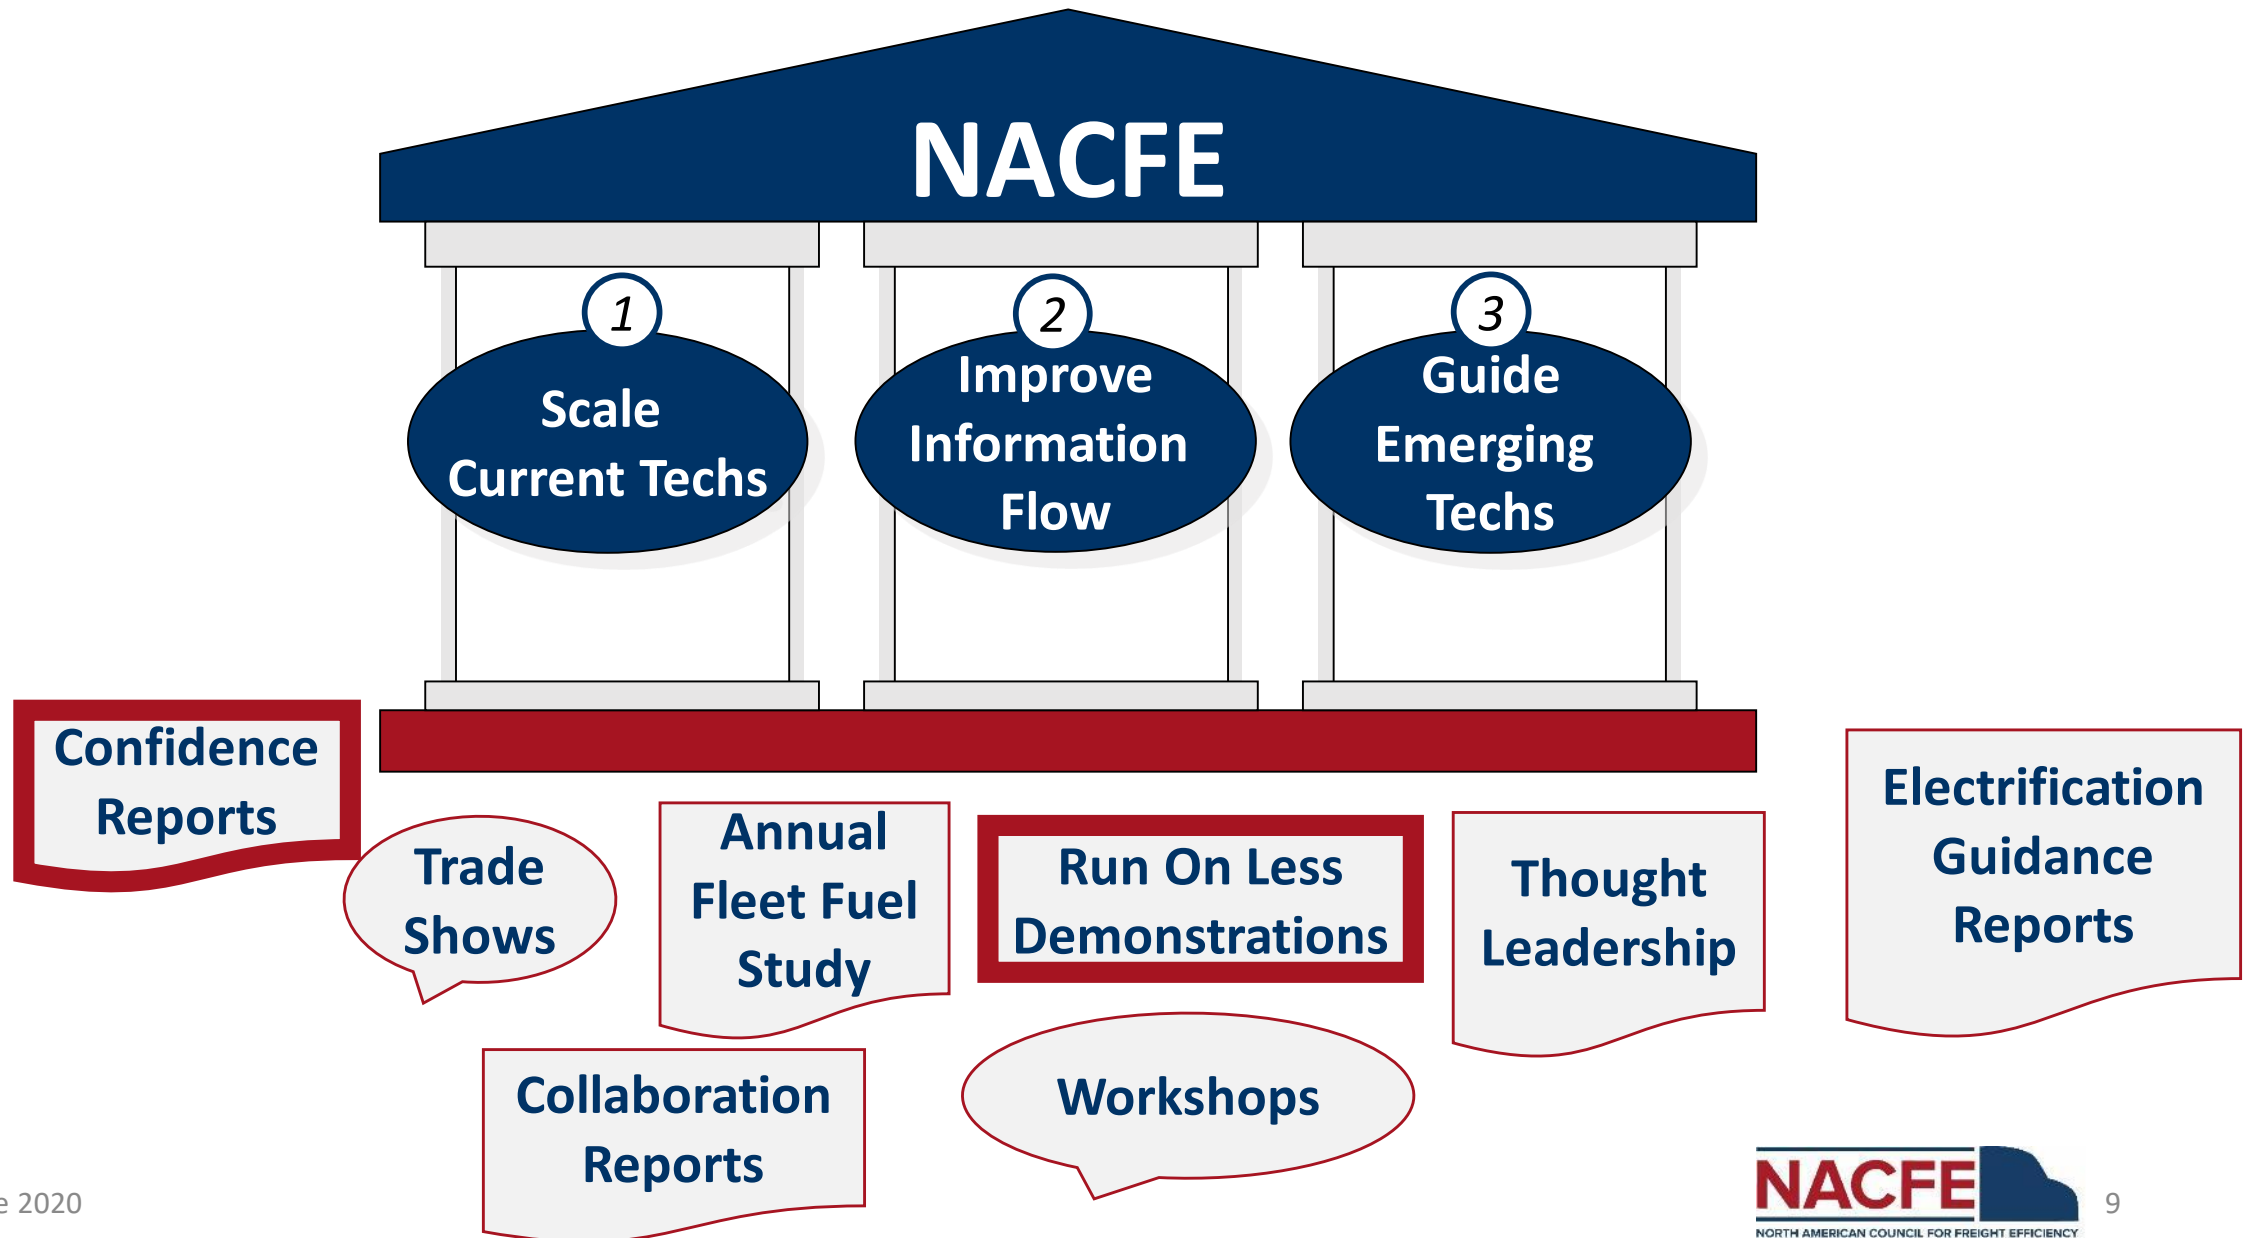 NACFE
1
Scale
Current Techs
2
Improve
Information
Flow
3
Guide
Emerging
Techs
Confidence
Reports
Trade
Shows
Annual
Fleet Fuel
Study
Run On Less
Demonstrations
Thought
Leadership
Electrification
Guidance
Reports
Collaboration
Reports
Workshops
2020
NACFE
NORTH AMERICAN COUNCIL FOR FREIGHT EFFICIENCY
9